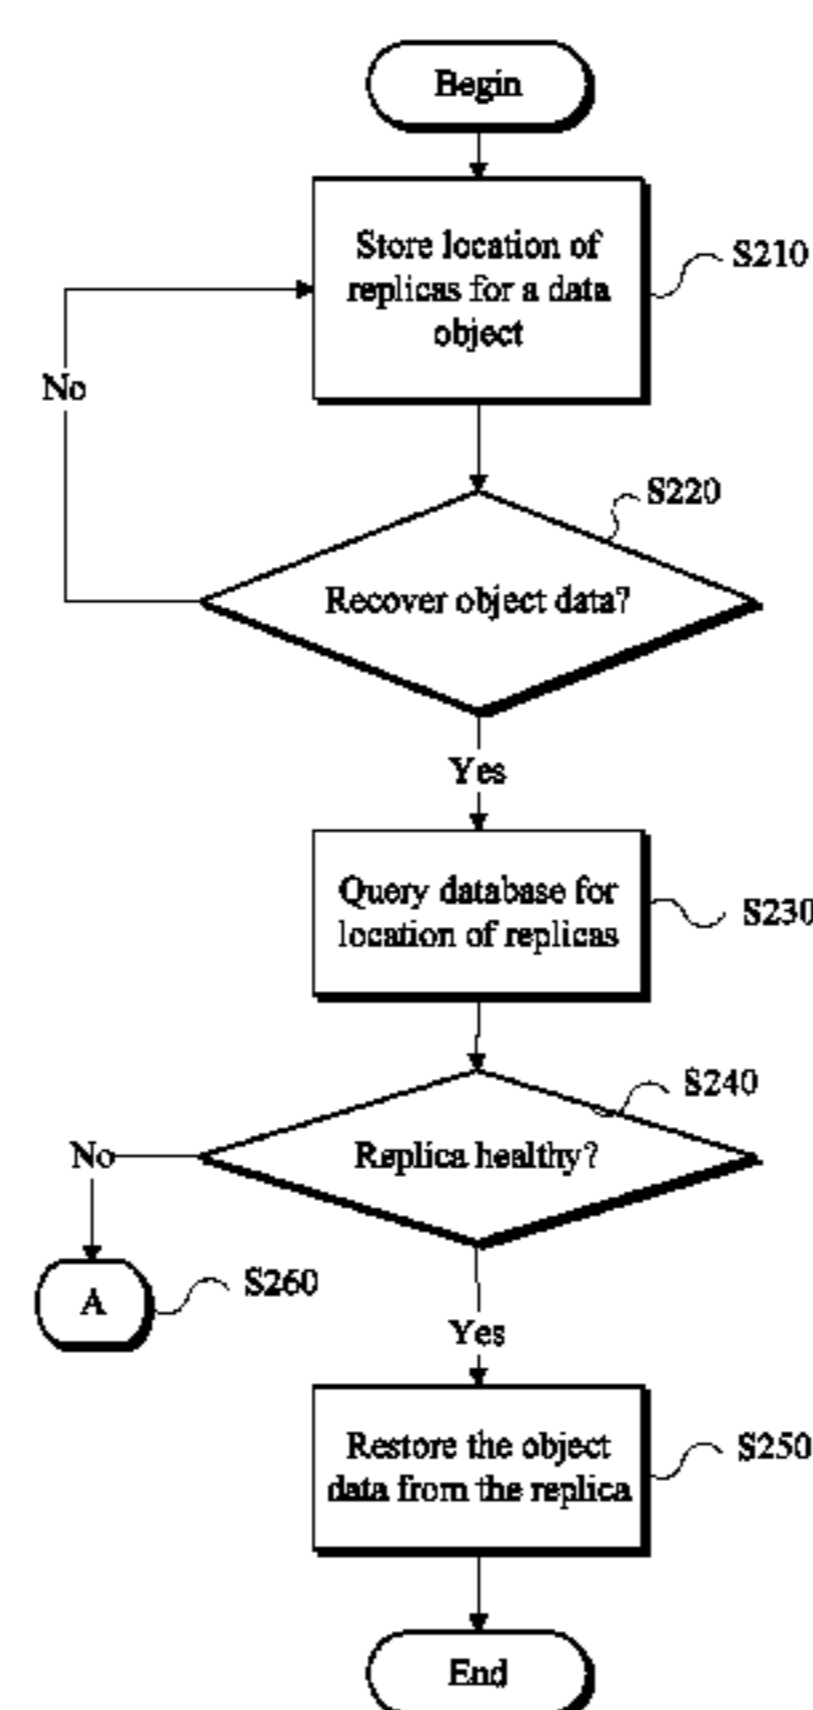 Begin
Store location of
replicas for a data
object
S210
No
S220
Recover object data?
Yes
Query database for
location of replicas
S230
S240
Replica healthy?
No
A
S260
Yes
Restore the object
data from the replica
S250
End